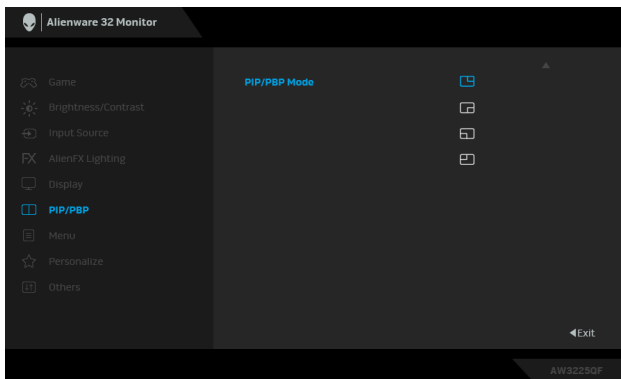 Alienware 32 Monitor
Game
PIP/PBP Mode
Brightness/Contrast
Input Source
FX AlienFX Lighting
Display
PIP/PBP
Menu
Personalize
Others
Exit
AW3225QF